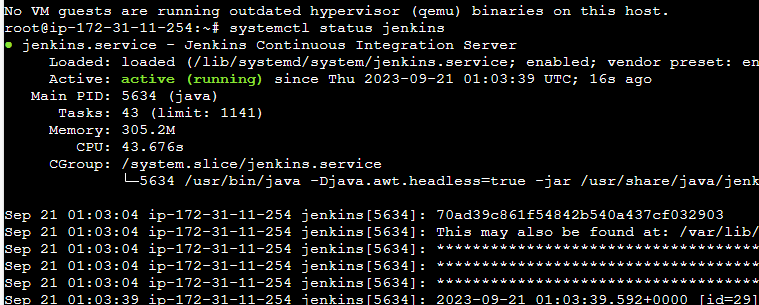 No VM guests are running outdated hypervisor (qemu) binaries on this host.
root@ip-172-31-11-254:~# systemctl status jenkins
● jenkins.service - Jenkins Continuous Integration Server
     Loaded: loaded (/lib/systemd/system/jenkins.service; enabled; vendor preset: en
     Active: active (running) since Thu 2023-09-21 01:03:39 UTC; 16s ago
   Main PID: 5634 (java)
      Tasks: 43 (limit: 1141)
     Memory: 305.2M
        CPU: 43.676s
     CGroup: /system.slice/jenkins.service
             └─5634 /usr/bin/java -Djava.awt.headless=true -jar /usr/share/java/jenk
Sep 21 01:03:04 ip-172-31-11-254 jenkins[5634]: 70ad39c861f54842b540a437cf032903
Sep 21 01:03:04 ip-172-31-11-254 jenkins[5634]: This may also be found at: /var/lib/
Sep 21 01:03:04 ip-172-31-11-254 jenkins[5634]: ************************************
Sep 21 01:03:04 ip-172-31-11-254 jenkins[5634]: ************************************
Sep 21 01:03:04 ip-172-31-11-254 jenkins[5634]: ************************************
Sep 21 01:03:39 ip-172-31-11-254 jenkins[5634]: 2023-09-21 01:03:39.592+0000 [id=29]